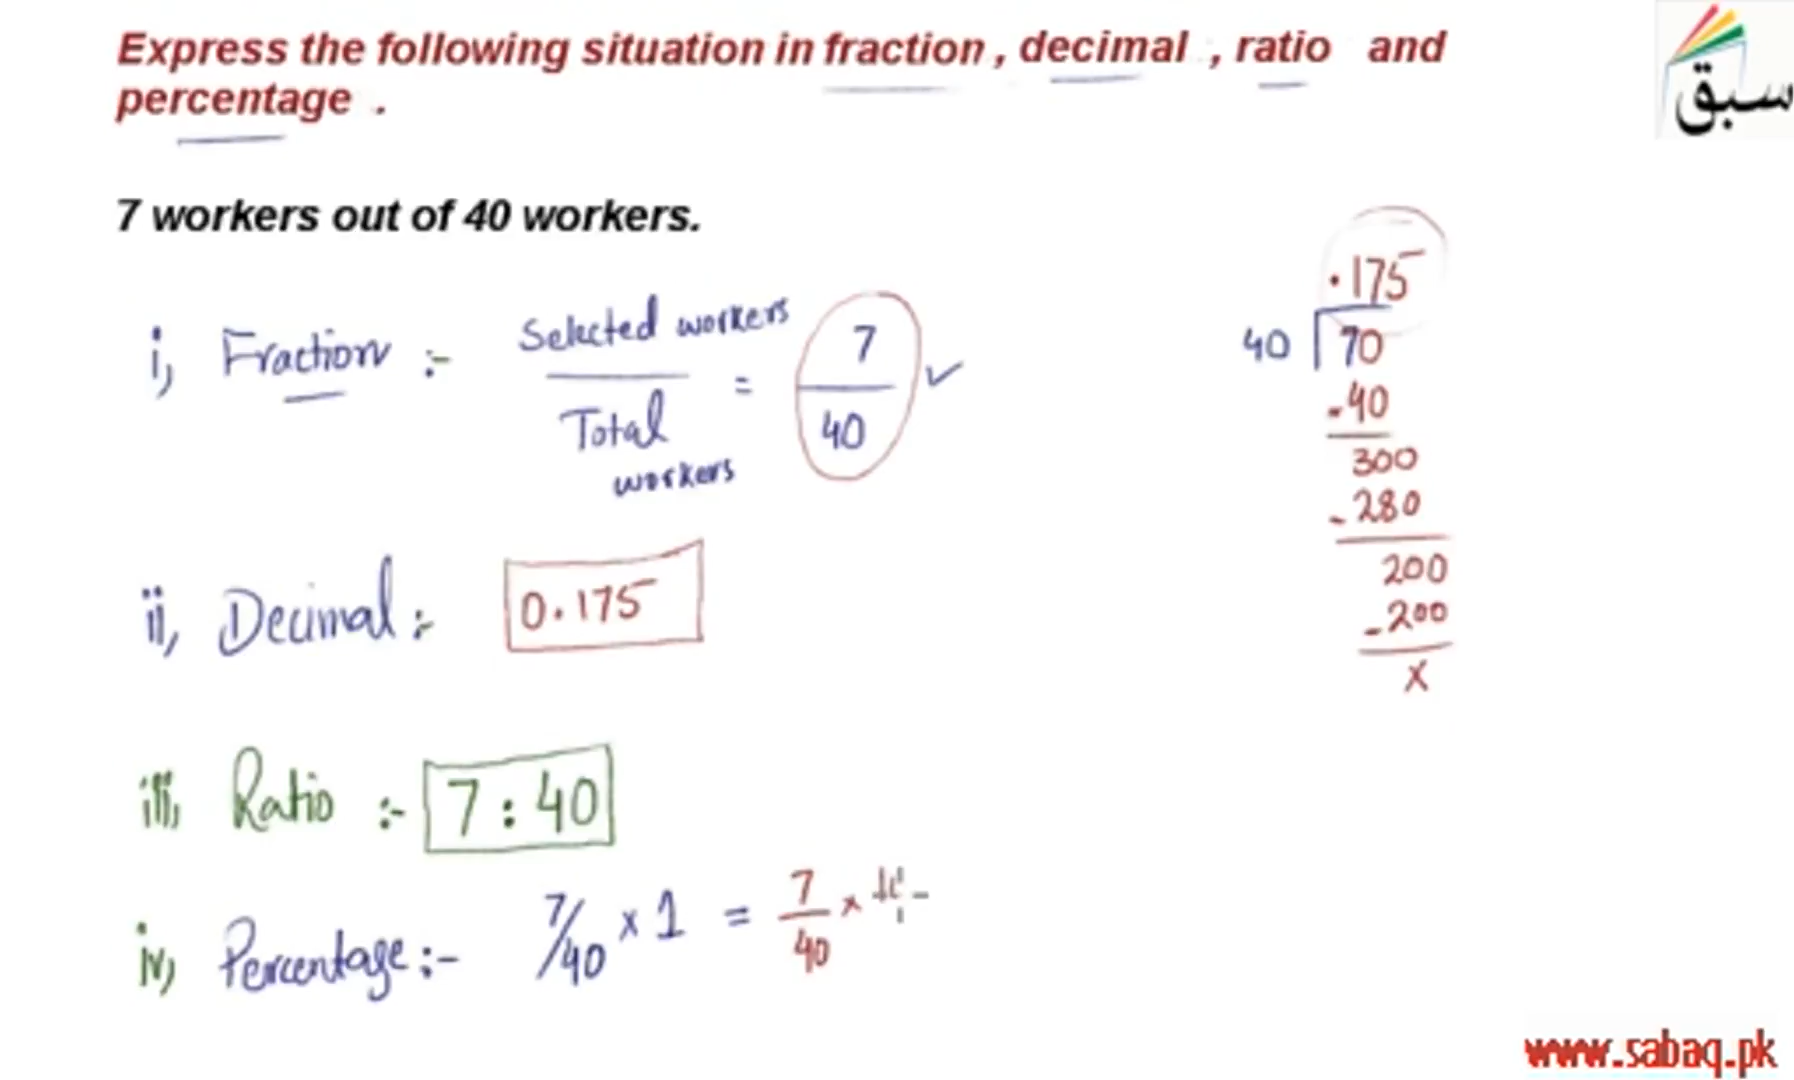 Express the following situation in fraction , decimal , ratio and
percentage .
سبق
7 workers out of 40 workers.
i, Fraction :- Selected workers
Total
workers
= 7
40 ✓
.175
40 70
-40
300
-280
200
-200
x
ii, Decimal :- 0.175
iii, Ratio :- 7 : 40
iv, Percentage :- 7/40 x 1 = 7
40 x
www.sabaq.pk